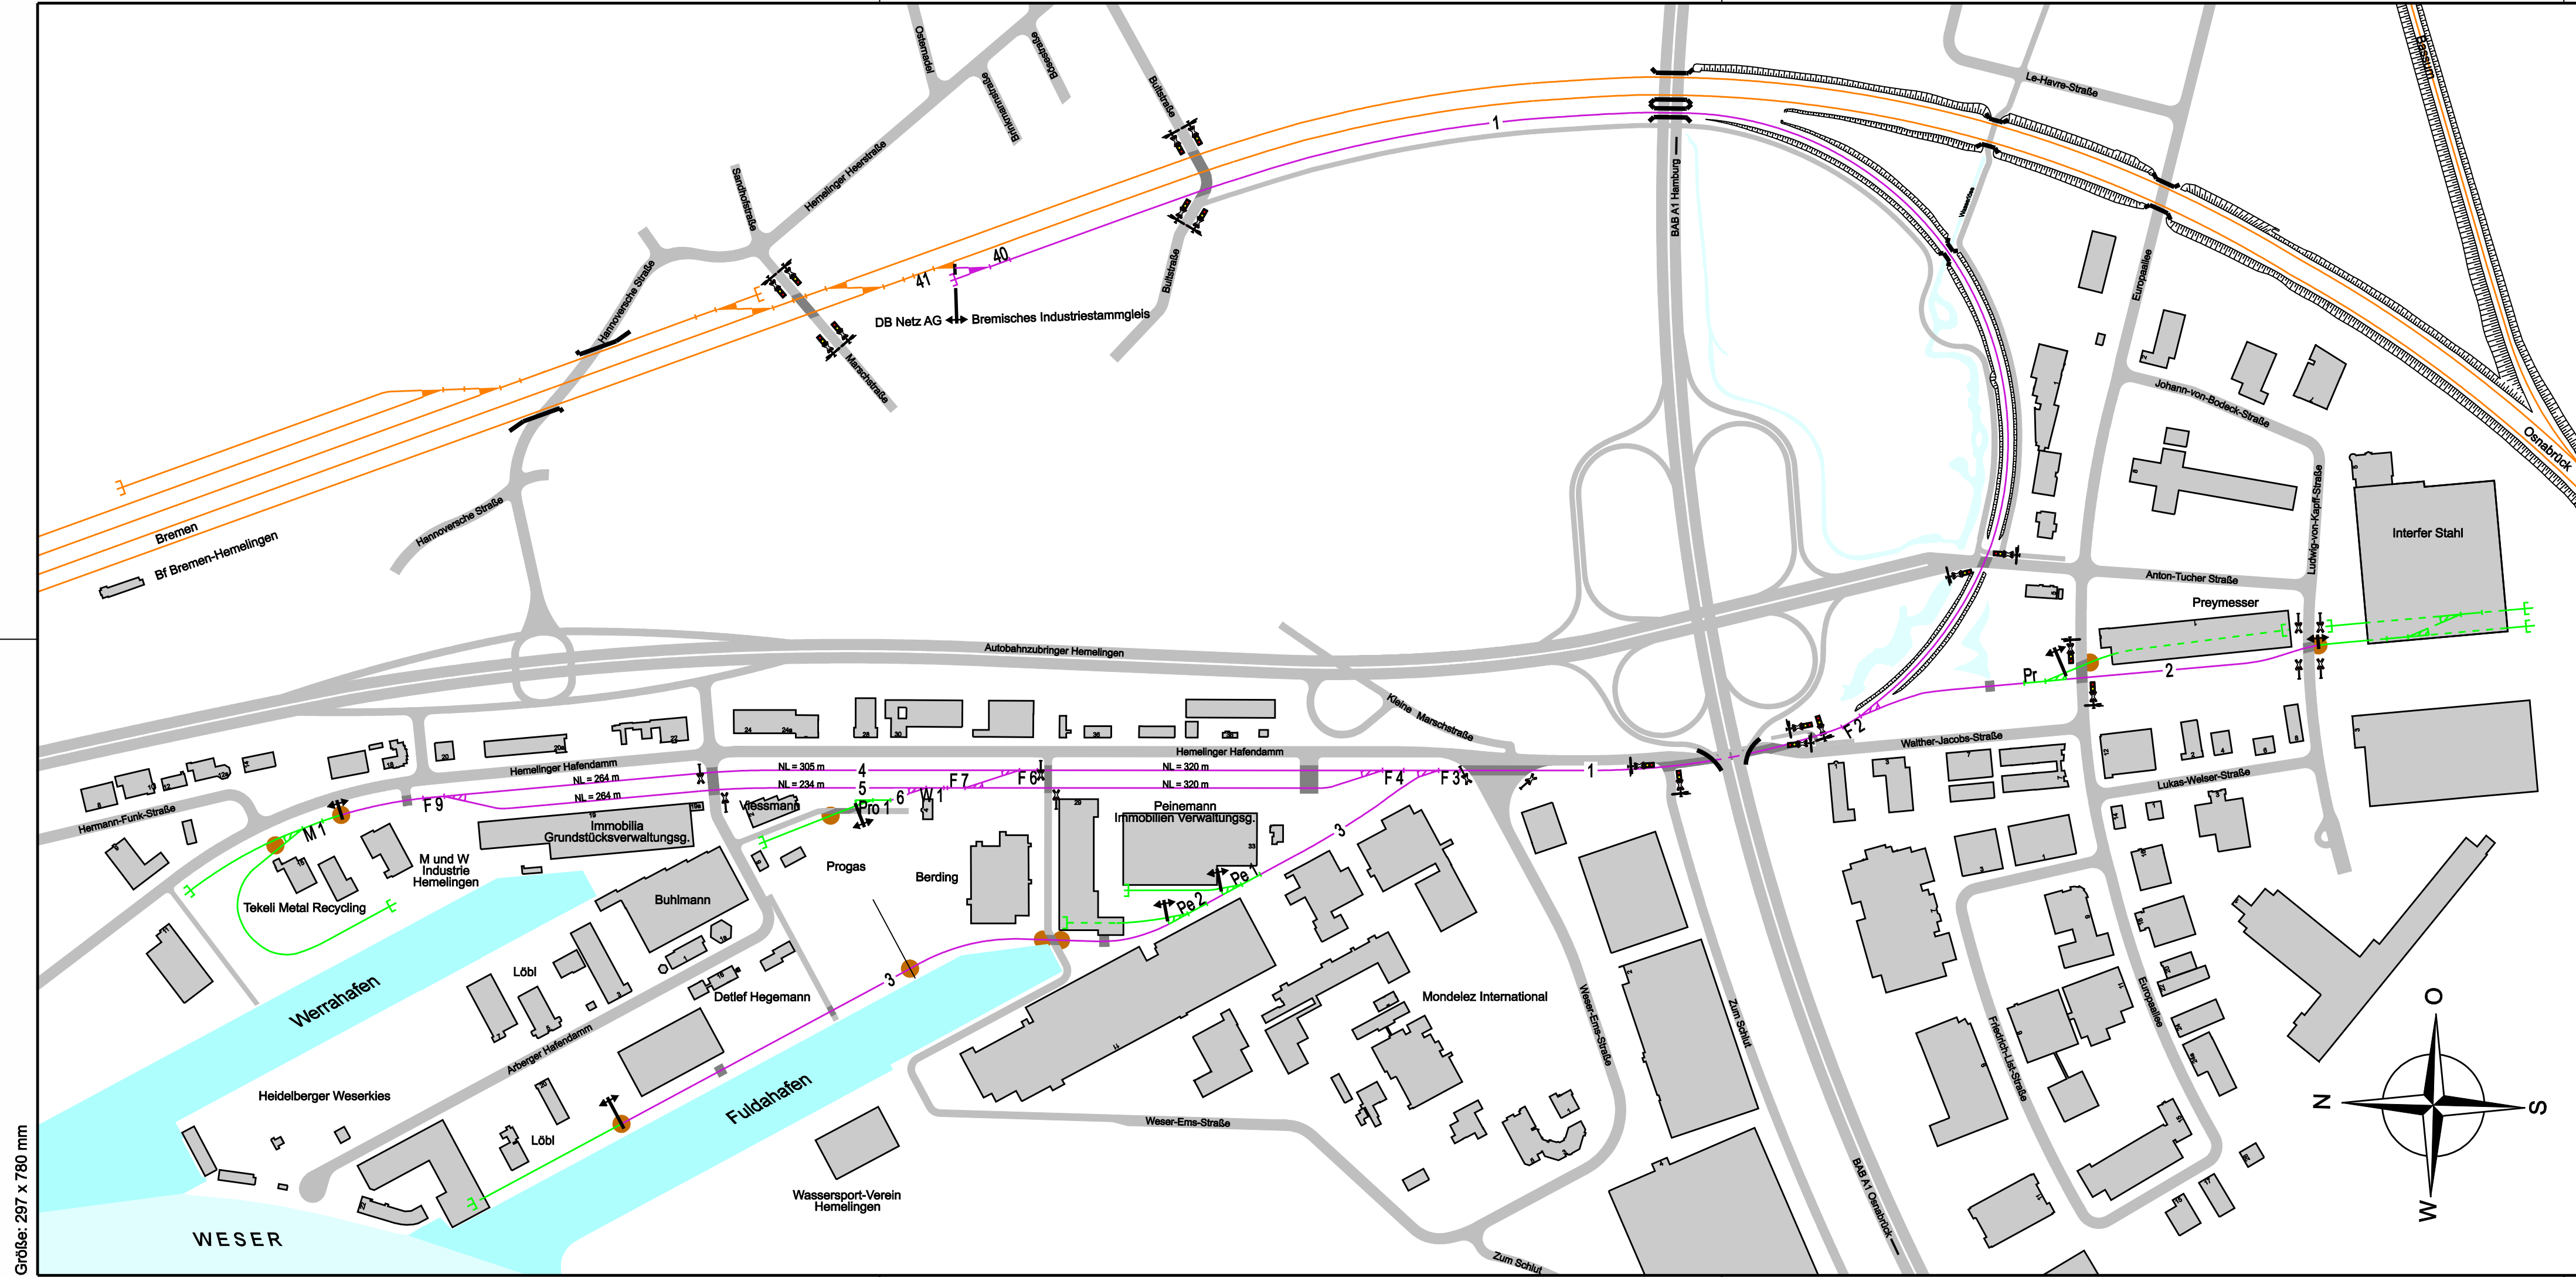 Osternadel
Bösestraße
Brinkmannstraße
Bultstraße
Le-Havre-Straße
Basum
1
Hemelinger Heerstraße
Sandhofstraße
BAB A1 Hamburg
Europaallee
Hannoversche Straße
40
41
Bultstraße
DB Netz AG
Bremisches Industriestammgleis
Marschstraße
Johann-von-Bodeck-Straße
Osnabrück
Hannoversche Straße
Bremen
Bf Bremen-Hemelingen
Ludwig-von-Kapff-Straße
Interfer Stahl
Anton-Tucher Straße
Preymesser
Autobahnzubringer Hemelingen
Pr
2
Kleine Marschstraße
F 2
Walther-Jacobs-Straße
Hemelinger Hafendamm
Hemelinger Hafendamm
NL = 264 m
NL = 305 m
4
F 6
NL = 320 m
F 4
F 3
1
Lukas-Welser-Straße
NL = 264 m
NL = 234 m
5
6
W 1
F 7
NL = 320 m
F 9
Hermann-Funk-Straße
M 1
Viessmann
Pro 1
Peinemann
Immobilien Verwaltungsg.
3
Immobilia
Grundstücksverwaltungsg.
M und W
Industrie
Hemelingen
Progas
Berding
33
Pe 1
Pe 2
Tekeli Metal Recycling
Buhlmann
Löbl
3
Detlef Hegemann
Mondelez International
Werrahafen
Weser-Ems-Straße
Zum Schlut
Friedrich-List-Straße
Europaallee
Arberger Hafendamm
Heidelberger Weserkies
Fuldahafen
Löbl
Weser-Ems-Straße
O
N
S
W
Wassersport-Verein
Hemelingen
BAB A1 Osnabrück
WESER
Zum Schlut
Größe: 297 x 780 mm